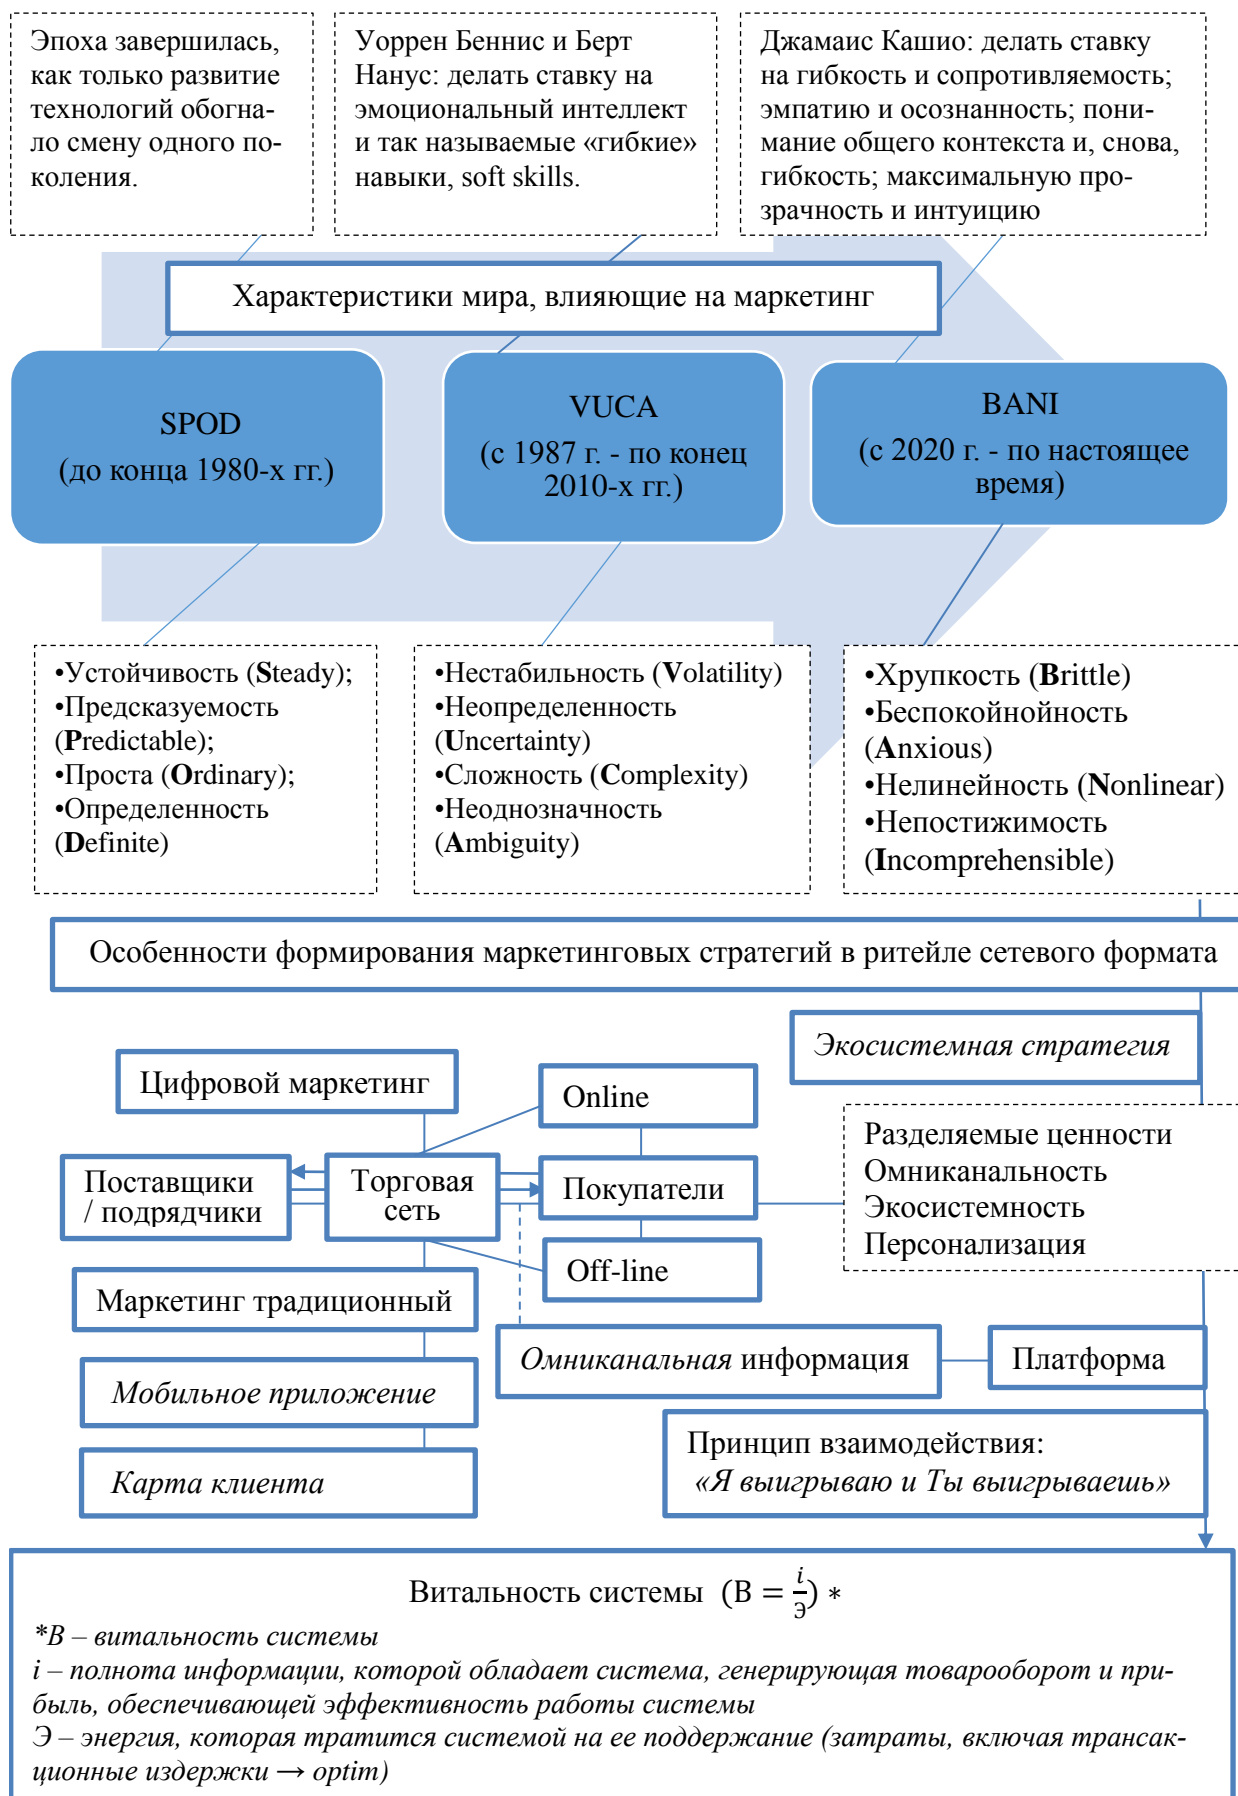 Эпоха завершилась,
как только развитие
технологий обогна-
ло смену одного по-
коления.
Уоррен Беннис и Берт
Нанус: делать ставку на
эмоциональный интеллект
и так называемые «гибкие»
навыки, soft skills.
Джамаис Кашио: делать ставку
на гибкость и сопротивляемость;
эмпатию и осознанность; пони-
мание общего контекста и, снова,
гибкость; максимальную про-
зрачность и интуицию
Характеристики мира, влияющие на маркетинг
SPOD
(до конца 1980-х гг.)
VUCA
(с 1987 г. - по конец
2010-х гг.)
BANI
(с 2020 г. - по настоящее
время)
•Устойчивость (Steady);
•Предсказуемость
(Predictable);
•Проста (Ordinary);
•Определенность
(Definite)
•Нестабильность (Volatility)
•Неопределенность
(Uncertainty)
•Сложность (Complexity)
•Неоднозначность
(Ambiguity)
•Хрупкость (Brittle)
•Беспокойнойность
(Anxious)
•Нелинейность (Nonlinear)
•Непостижимость
(Incomprehensible)
Особенности формирования маркетинговых стратегий в ритейле сетевого формата
Экосистемная стратегия
Цифровой маркетинг
Online
Разделяемые ценности
Омниканальность
Экосистемность
Персонализация
Поставщики
/ подрядчики
Торговая
сеть
Покупатели
Off-line
Маркетинг традиционный
Омниканальная информация
Платформа
Мобильное приложение
Принцип взаимодействия:
«Я выигрываю и Ты выигрываешь»
Карта клиента
Витальность системы (В = i/Э) *
*В – витальность системы
i – полнота информации, которой обладает система, генерирующая товарооборот и при-
быль, обеспечивающей эффективность работы системы
Э – энергия, которая тратится системой на ее поддержание (затраты, включая трансак-
ционные издержки → optim)